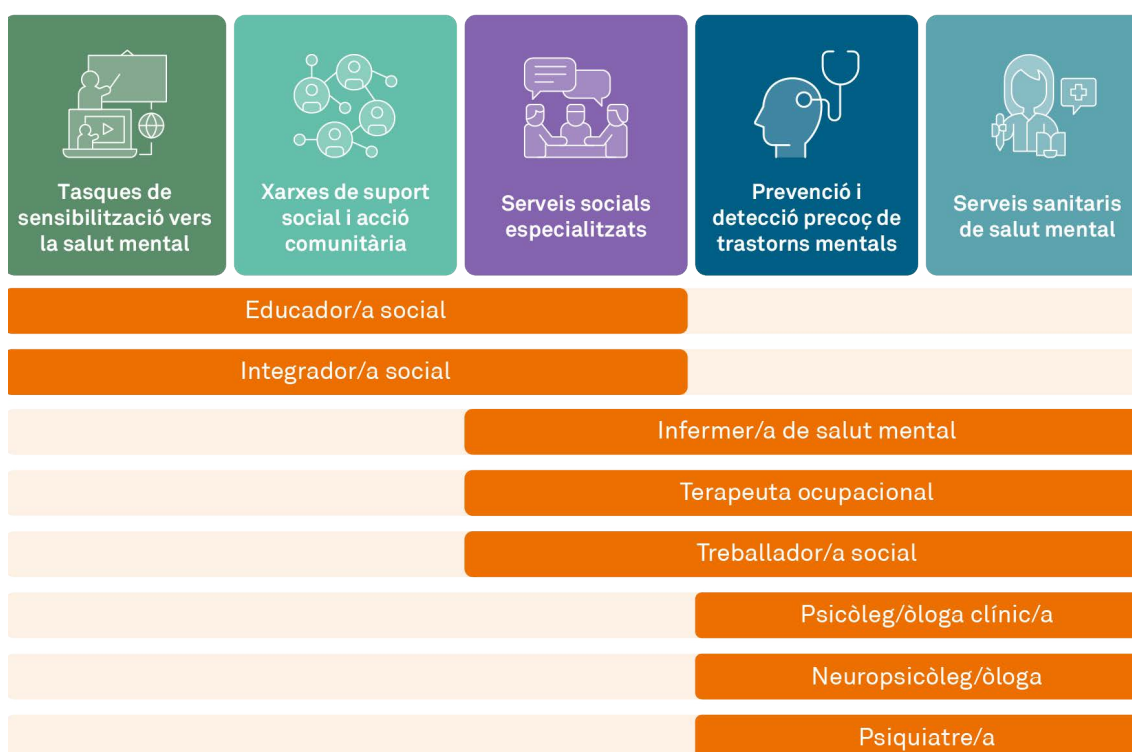 Tasques de
sensibilització vers
la salut mental
Xarxes de suport
social i acció
comunitària
Serveis socials
especialitzats
Prevenció i
detecció precoç de
trastorns mentals
Serveis sanitaris
de salut mental
Educador/a social
Integrador/a social
Infermer/a de salut mental
Terapeuta ocupacional
Treballador/a social
Psicòleg/òloga clínic/a
Neuropsicòleg/òloga
Psiquiatre/a